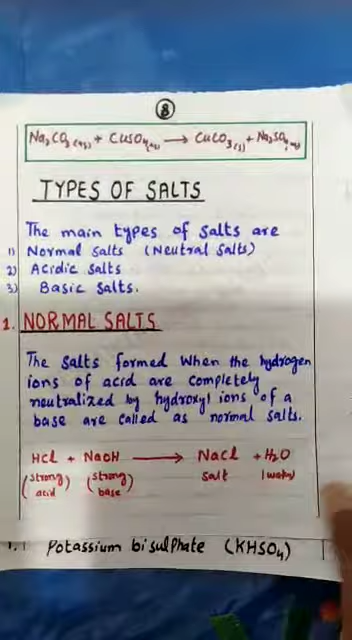 8
Na₂CO₃(aq) + CuSO₄(aq) → CuCO₃(s) + Na₂SO₄(aq)
TYPES OF SALTS
The main types of salts are
1) Normal salts (Neutral salts)
2) Acidic salts
3) Basic salts.
1. NORMAL SALTS
The salts formed when the hydrogen
ions of acid are completely
neutralized by hydroxyl ions of a
base are called as normal salts.
HCl + NaOH → NaCl + H₂O
(strong acid) (strong base) salt (water)
1. Potassium bisulphate (KHSO₄)